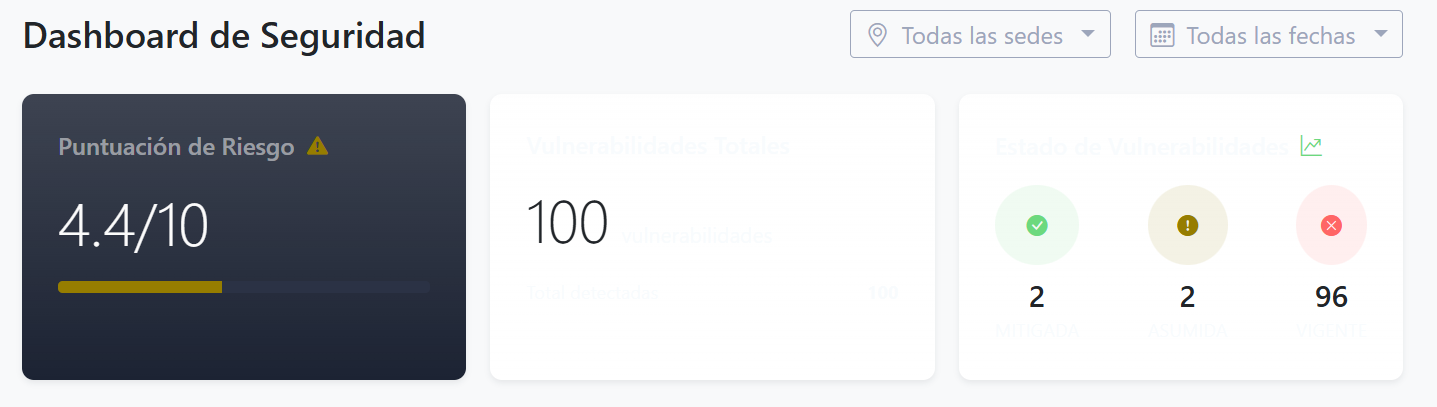 Dashboard de Seguridad
Todas las sedes
Todas las fechas
Puntuación de Riesgo
4.4/10
Vulnerabilidades Totales
100 vulnerabilidades
Total detectadas 100
Estado de Vulnerabilidades
2 2 96
MITIGADA ASUMIDA VIGENTE